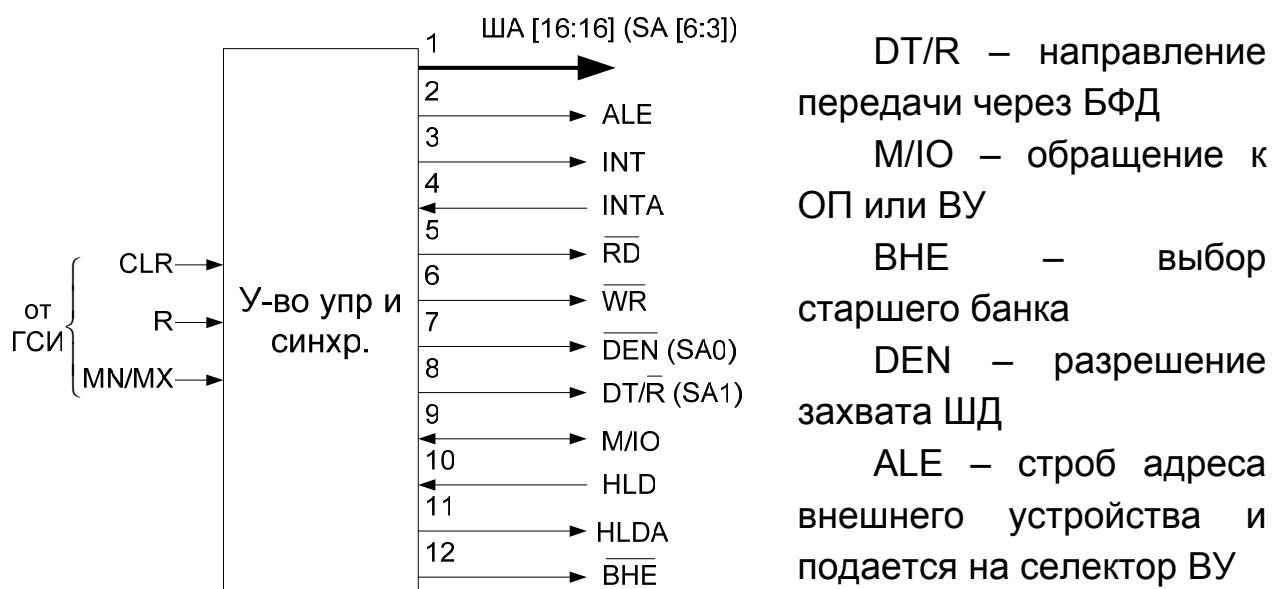 ША [16:16] (SA [6:3])
1
2
ALE
3
INT
4
INTA
5
RD
6
WR
7
DEN (SA0)
8
DT/R (SA1)
9
M/IO
10
HLD
11
HLDA
12
BHE
от
ГСИ
CLR
R
MN/MX
У-во упр и
синхр.
DT/R – направление
передачи через БФД
M/IO – обращение к
ОП или ВУ
BHE – выбор
старшего банка
DEN – разрешение
захвата ШД
ALE – строб адреса
внешнего устройства и
подается на селектор ВУ